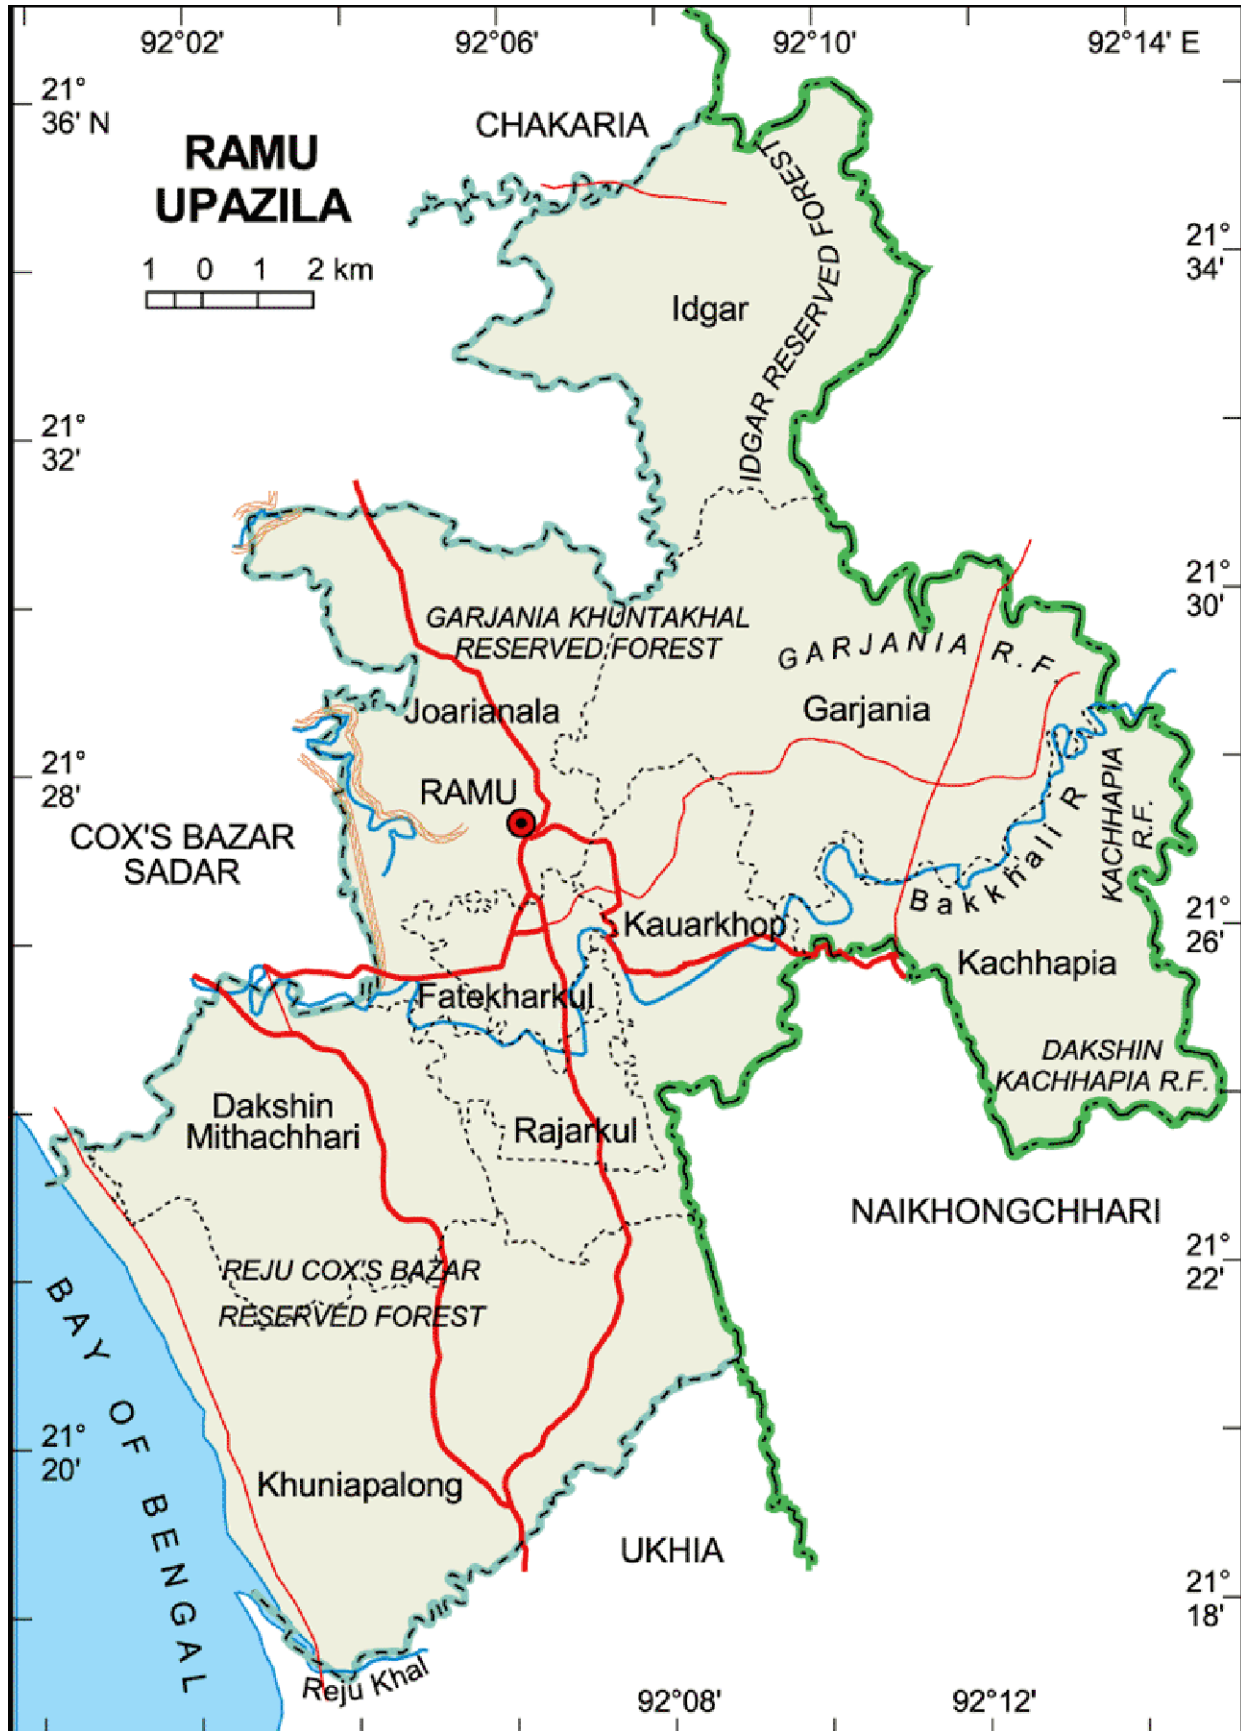 92°02'
92°06'
92°10'
92°14' E
21°
36' N
CHAKARIA
RAMU
UPAZILA
1 0 1 2 km
21°
34'
Idgar
IDGAR RESERVED FOREST
21°
32'
21°
30'
GARJANIA KHUNTAKHAL
RESERVED FOREST
GARJANIA R.F.
Joarianala
Garjania
21°
28'
RAMU
KACHHAPIA
R.F.
COX'S BAZAR
SADAR
Bakkhali R
Kauarkhop
21°
26'
Kachhapia
Fatekharkul
DAKSHIN
KACHHAPIA R.F.
Dakshin
Mithachhari
Rajarkul
NAIKHONGCHHARI
21°
22'
REJU COX'S BAZAR
RESERVED FOREST
BAY OF BENGAL
21°
20'
Khuniapalong
UKHIA
21°
18'
Reju Khal
92°08'
92°12'